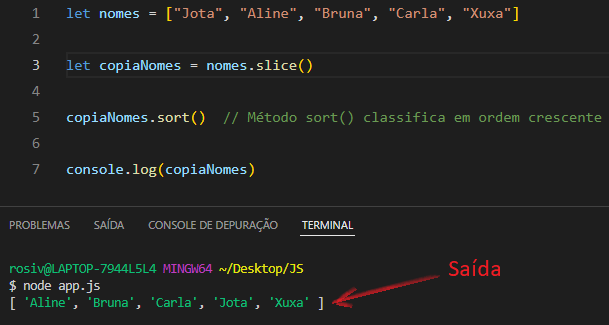 1 let nomes = ["Jota", "Aline", "Bruna", "Carla", "Xuxa"]
2
3 let copiaNomes = nomes.slice()
4
5 copiaNomes.sort()  // Método sort() classifica em ordem crescente
6
7 console.log(copiaNomes)
PROBLEMAS SAÍDA CONSOLE DE DEPURAÇÃO TERMINAL
rosiv@LAPTOP-7944L5L4 MINGW64 ~/Desktop/JS
Saída
$ node app.js
[ 'Aline', 'Bruna', 'Carla', 'Jota', 'Xuxa' ]